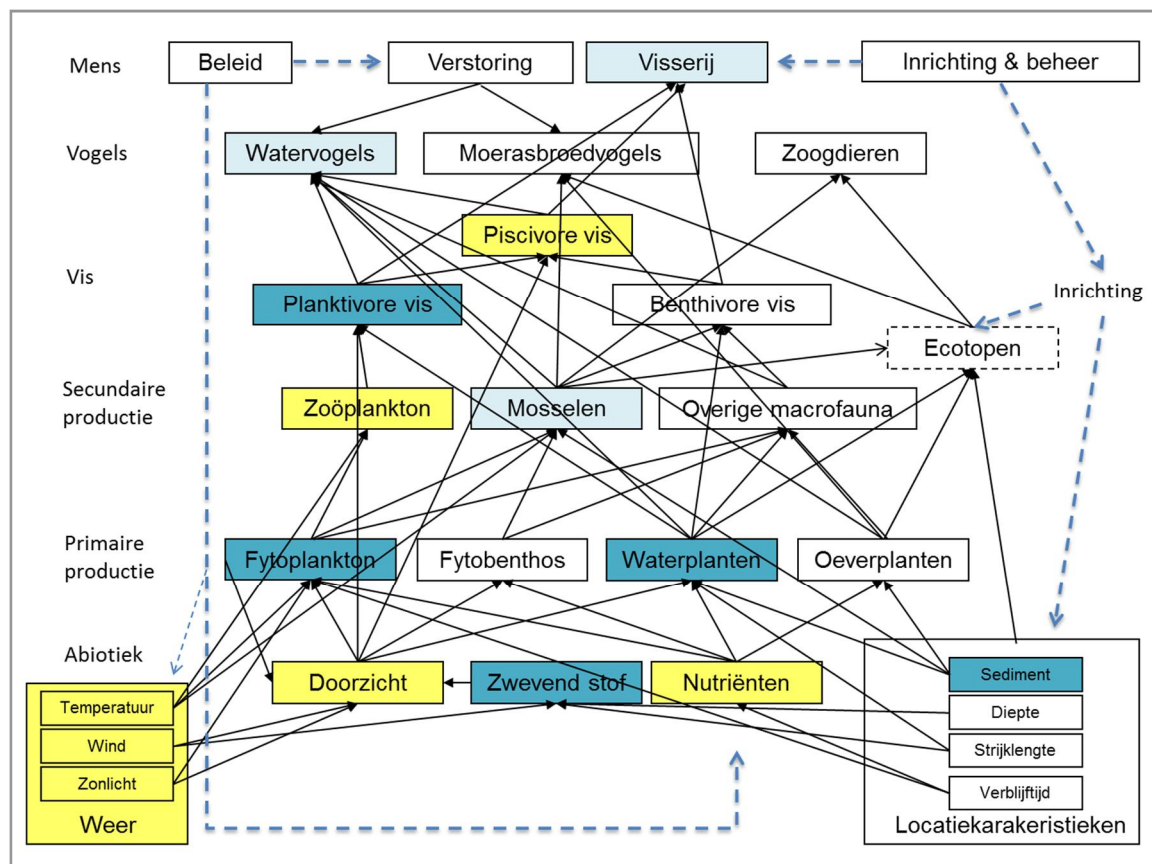 Mens
Beleid
Verstoring
Visserij
Inrichting & beheer
Vogels
Watervogels
Moerasbroedvogels
Zoogdieren
Piscivore vis
Vis
Planktivore vis
Benthivore vis
Inrichting
Ecotopen
Secundaire
productie
Zoöplankton
Mosselen
Overige macrofauna
Primaire
productie
Fytoplankton
Fytobenthos
Waterplanten
Oeverplanten
Abiotiek
Doorzicht
Zwevend stof
Nutriënten
Sediment
Diepte
Strijklengte
Verblijftijd
Locatiekarakeristieken
Temperatuur
Wind
Zonlicht
Weer